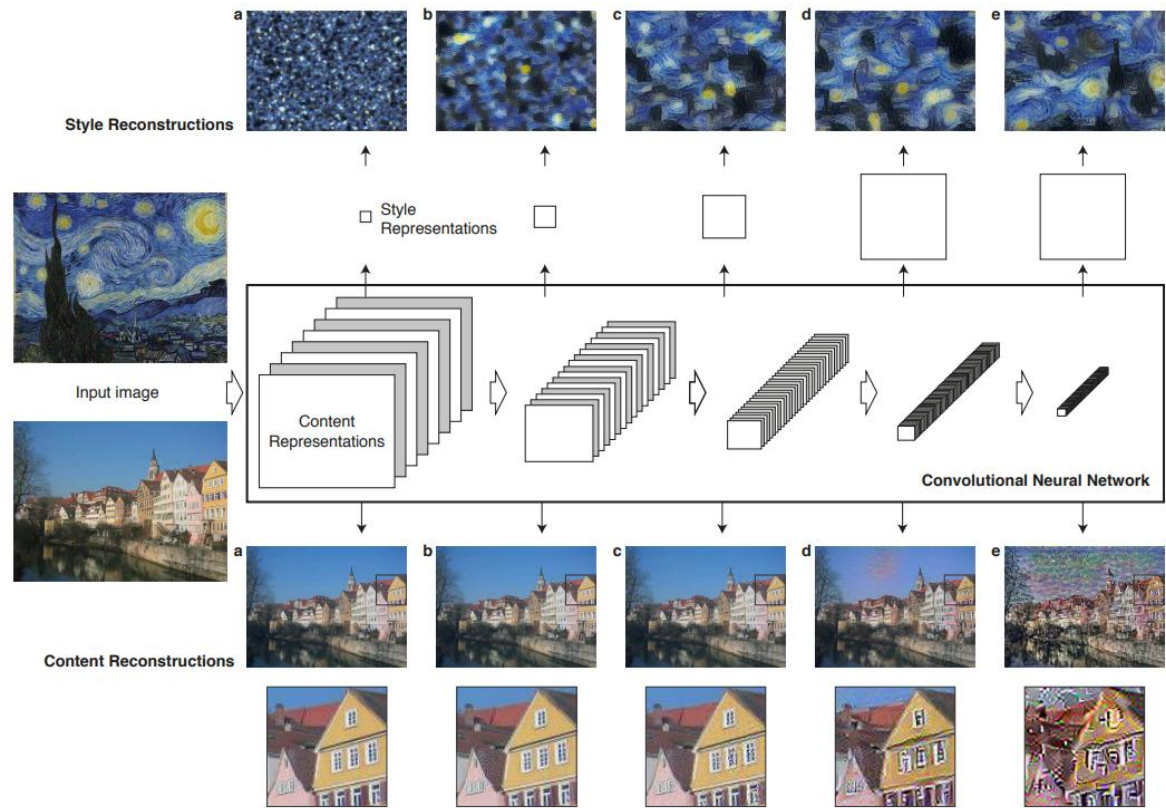 a b c d e
Style Reconstructions
Style
Representations
Input image
Content
Representations
Convolutional Neural Network
a b c d e
Content Reconstructions